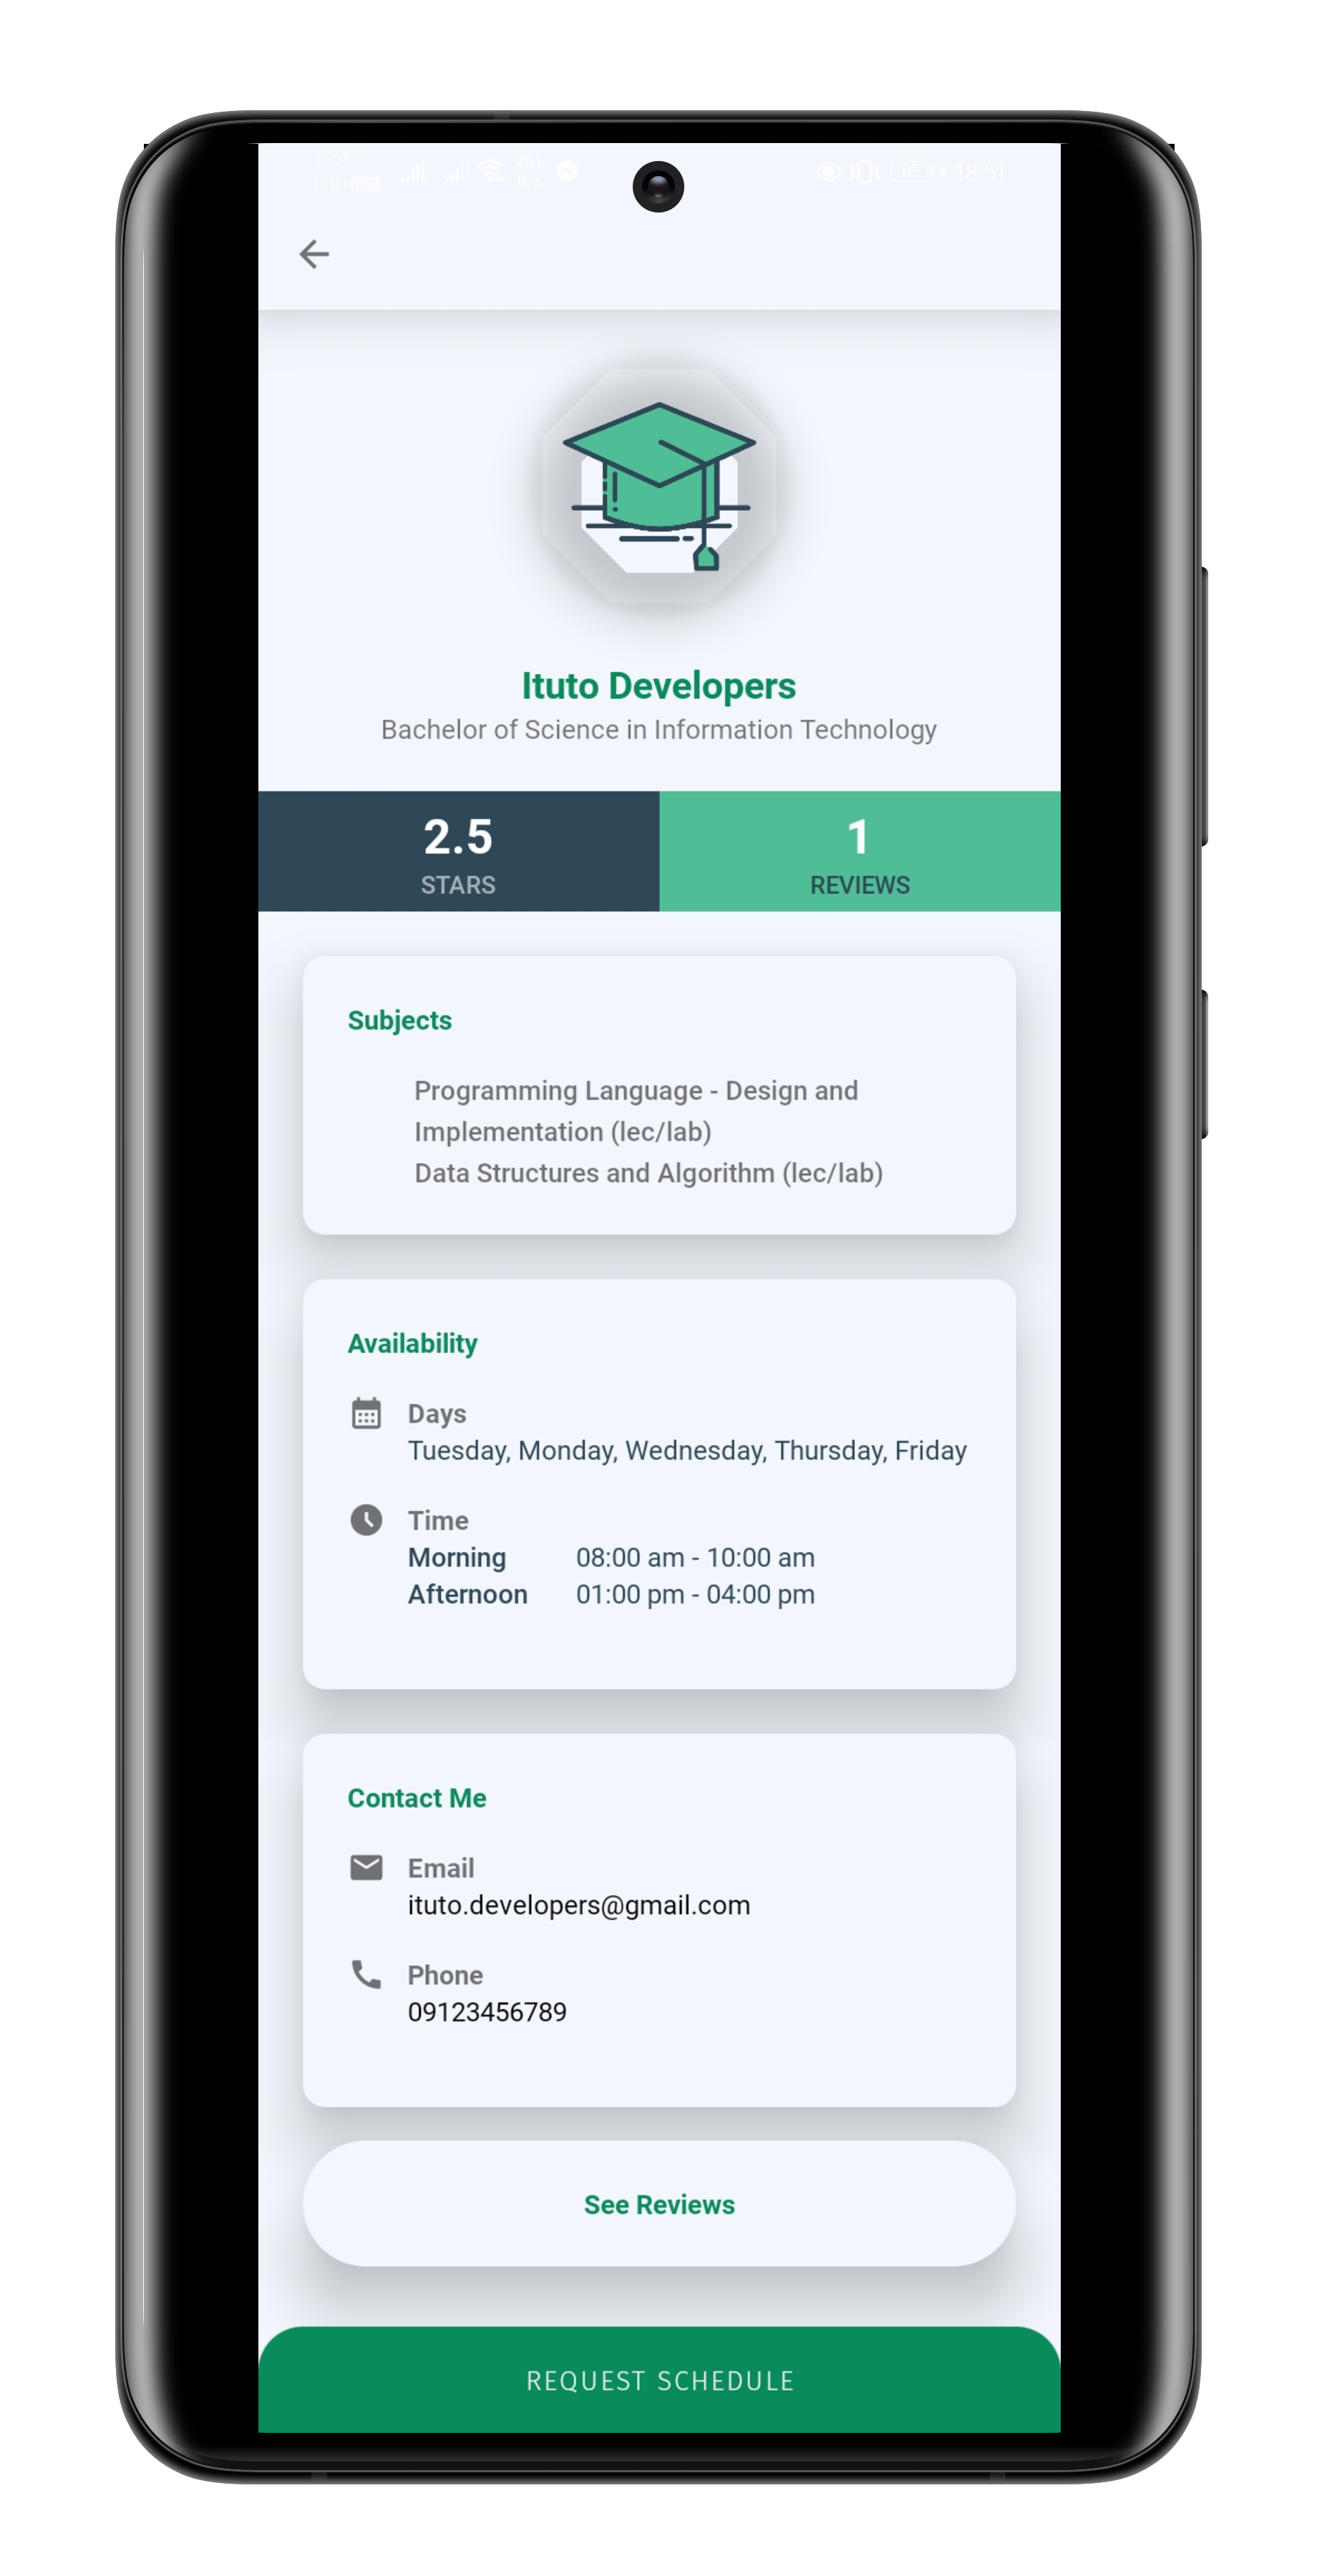 GLOBE
261
B/s
85
18:51
Ituto Developers
Bachelor of Science in Information Technology
2.5
1
STARS
REVIEWS
Subjects
Programming Language - Design and
Implementation (lec/lab)
Data Structures and Algorithm (lec/lab)
Availability
Days
Tuesday, Monday, Wednesday, Thursday, Friday
Time
Morning 08:00 am - 10:00 am
Afternoon 01:00 pm - 04:00 pm
Contact Me
Email
ituto.developers@gmail.com
Phone
09123456789
See Reviews
REQUEST SCHEDULE